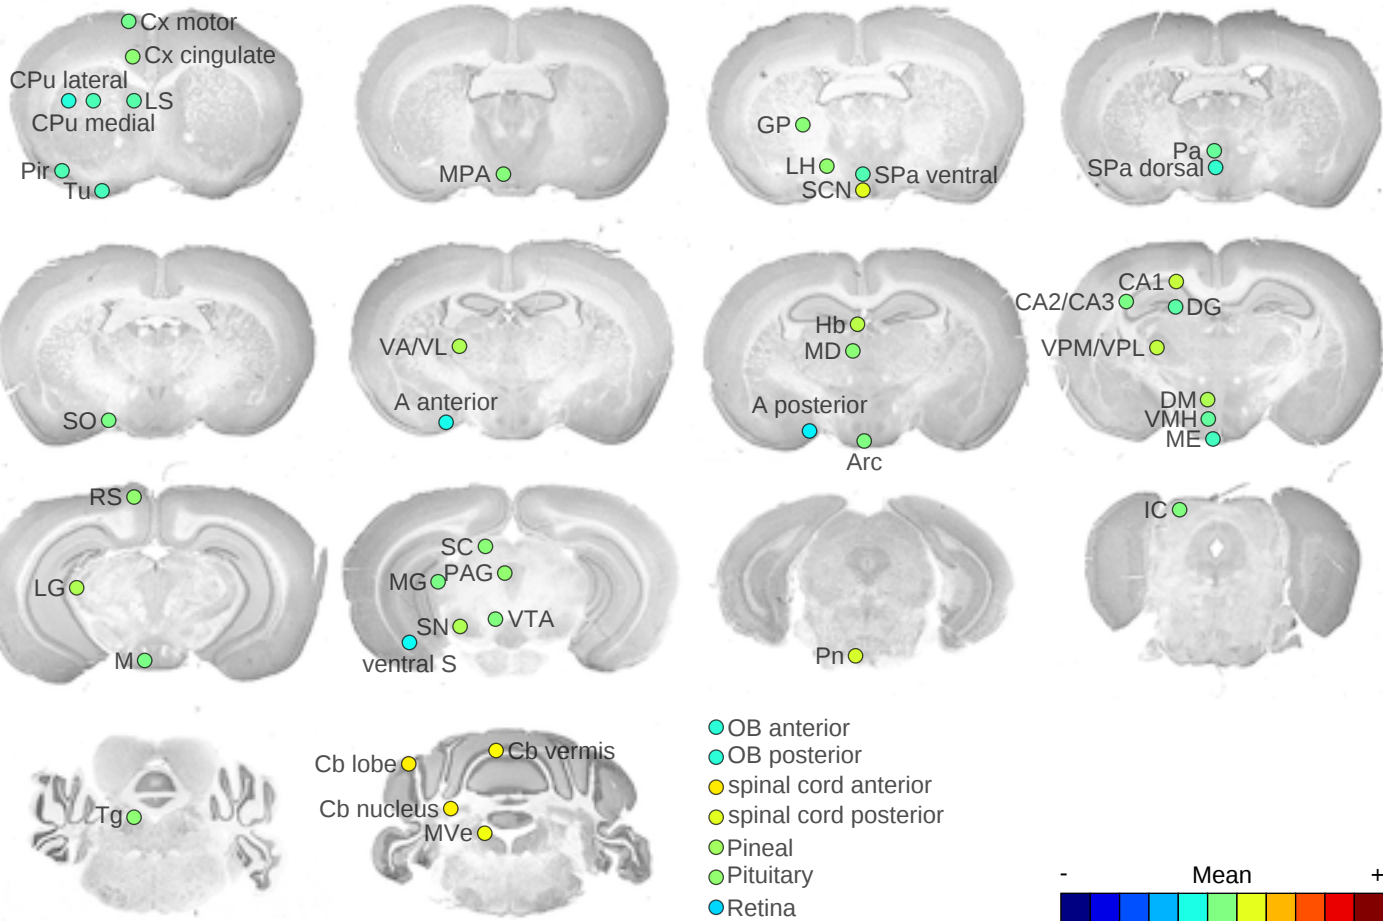 Cx motor
Cx cingulate
CPu lateral
LS
CPu medial
Pir
Tu
MPA
GP
LH
SPa ventral
SCN
Pa
SPa dorsal
SO
VA/VL
A anterior
Hb
MD
A posterior
Arc
CA1
CA2/CA3
DG
VPM/VPL
DM
VMH
ME
RS
LG
M
SC
PAG
MG
VTA
SN
ventral S
Pn
IC
Tg
Cb vermis
Cb lobe
Cb nucleus
MVe
OB anterior
OB posterior
spinal cord anterior
spinal cord posterior
Pineal
Pituitary
Retina
- Mean +